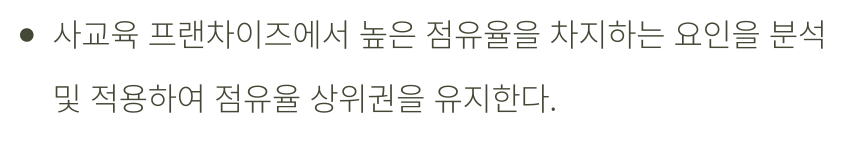 • 사교육 프랜차이즈에서 높은 점유율을 차지하는 요인을 분석
및 적용하여 점유율 상위권을 유지한다.